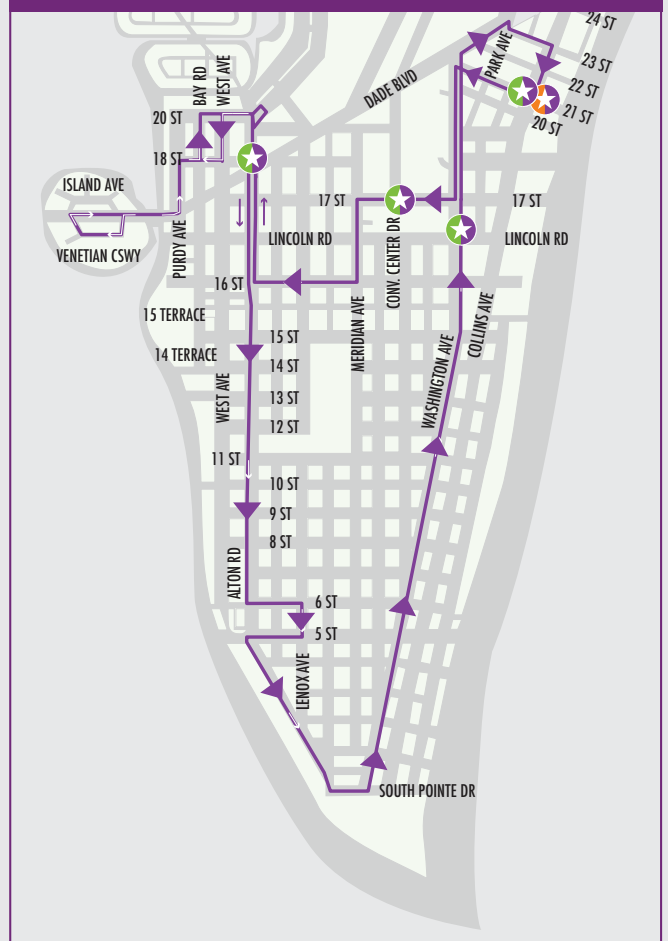 24 ST
PARK AVE
23 ST
22 ST
21 ST
20 ST
DADE BLVD
BAY RD
WEST AVE
20 ST
18 ST
ISLAND AVE
VENETIAN CSWY
PURDY AVE
17 ST
17 ST
LINCOLN RD
LINCOLN RD
CONV. CENTER DR
16 ST
15 TERRACE
14 TERRACE
MERIDIAN AVE
COLLINS AVE
WASHINGTON AVE
15 ST
14 ST
WEST AVE
13 ST
12 ST
11 ST
10 ST
9 ST
8 ST
ALTON RD
6 ST
5 ST
LENOX AVE
SOUTH POINTE DR